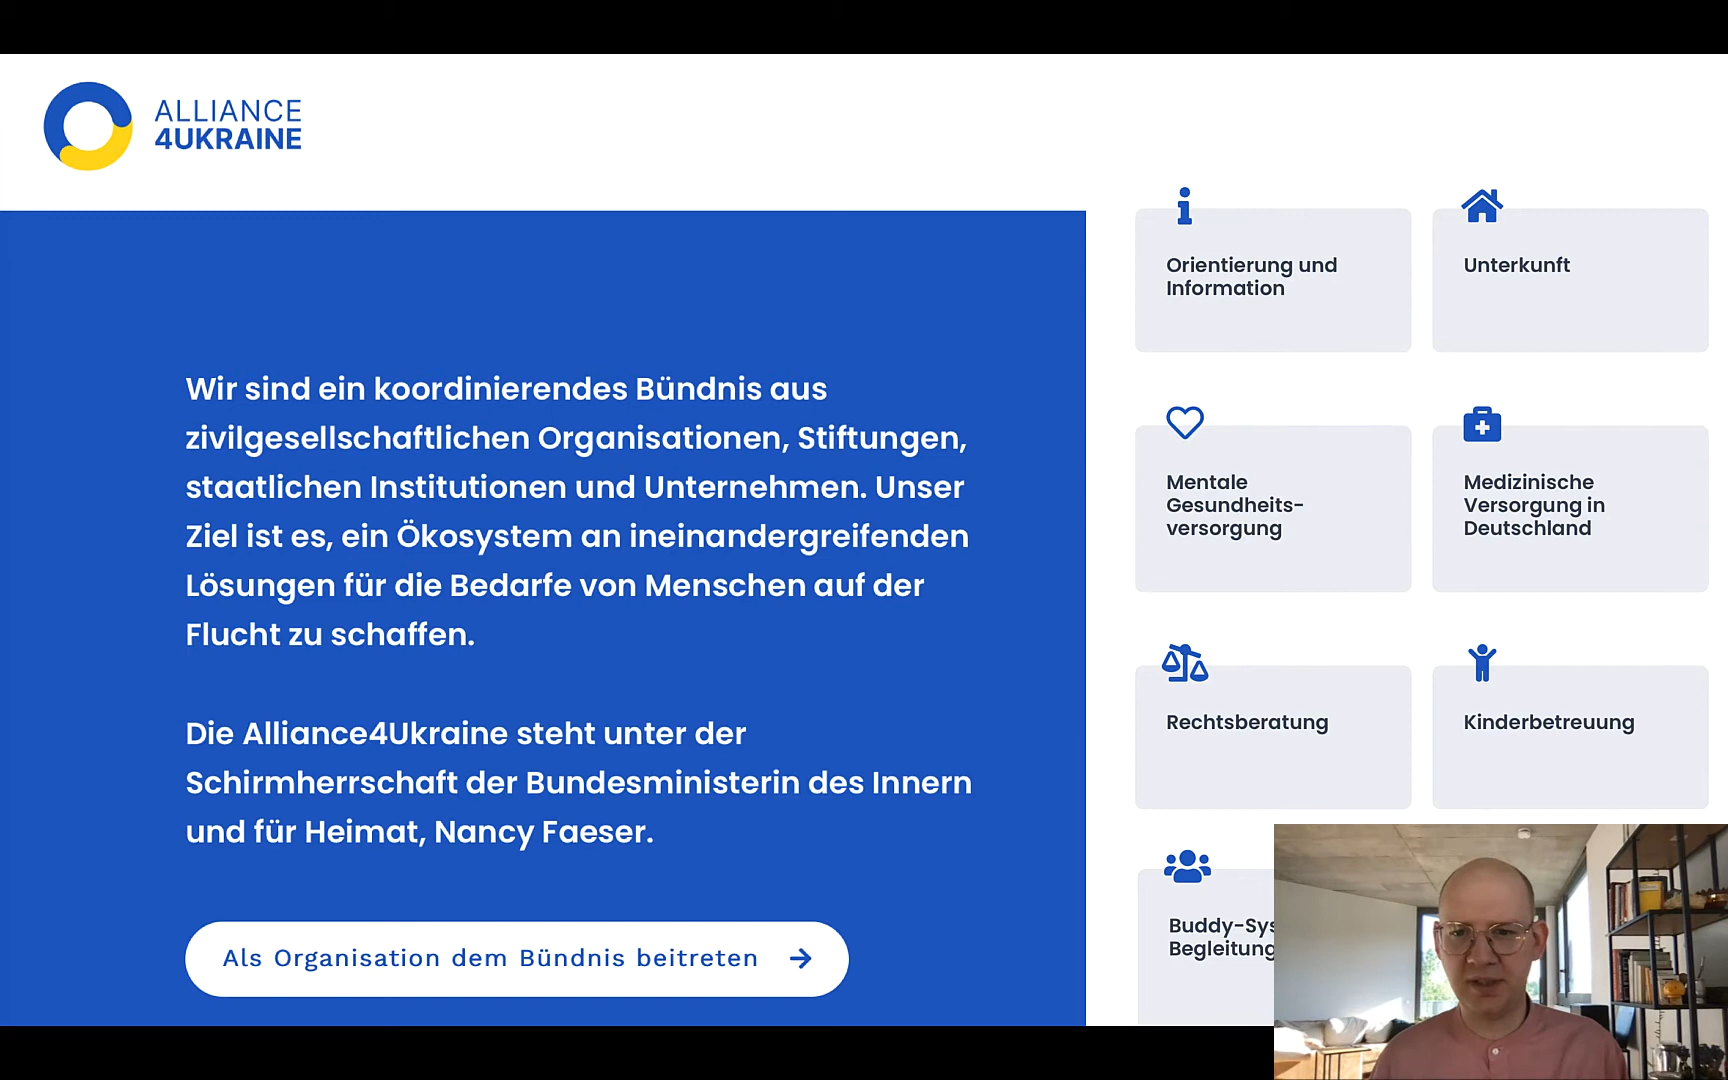 ALLIANCE
4UKRAINE
Wir sind ein koordinierendes Bündnis aus
zivilgesellschaftlichen Organisationen, Stiftungen,
staatlichen Institutionen und Unternehmen. Unser
Ziel ist es, ein Ökosystem an ineinandergreifenden
Lösungen für die Bedarfe von Menschen auf der
Flucht zu schaffen.
Die Alliance4Ukraine steht unter der
Schirmherrschaft der Bundesministerin des Innern
und für Heimat, Nancy Faeser.
Als Organisation dem Bündnis beitreten
Orientierung und
Information
Unterkunft
Mentale
Gesundheits-
versorgung
Medizinische
Versorgung in
Deutschland
Rechtsberatung
Kinderbetreuung
Buddy-Sys
Begleitung